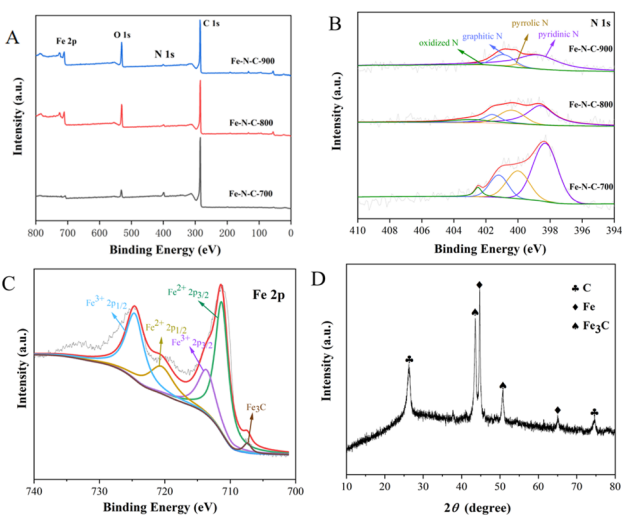 A
Fe 2p
O 1s
N 1s
C 1s
Fe-N-C-900
Fe-N-C-800
Fe-N-C-700
Intensity (a.u.)
800 700 600 500 400 300 200 100 0
Binding Energy (eV)
B
N 1s
oxidized N
graphitic N
pyrrolic N
pyridinic N
Fe-N-C-900
Fe-N-C-800
Fe-N-C-700
Intensity (a.u.)
410 408 406 404 402 400 398 396 394
Binding Energy (eV)
C
Fe 2p
Fe3+ 2p1/2
Fe2+ 2p1/2
Fe2+ 2p3/2
Fe3+ 2p3/2
Fe3C
Intensity (a.u.)
740 730 720 710 700
Binding Energy (eV)
D
♣ C
♦ Fe
♠ Fe3C
Intensity (a.u.)
10 20 30 40 50 60 70 80
2θ (degree)